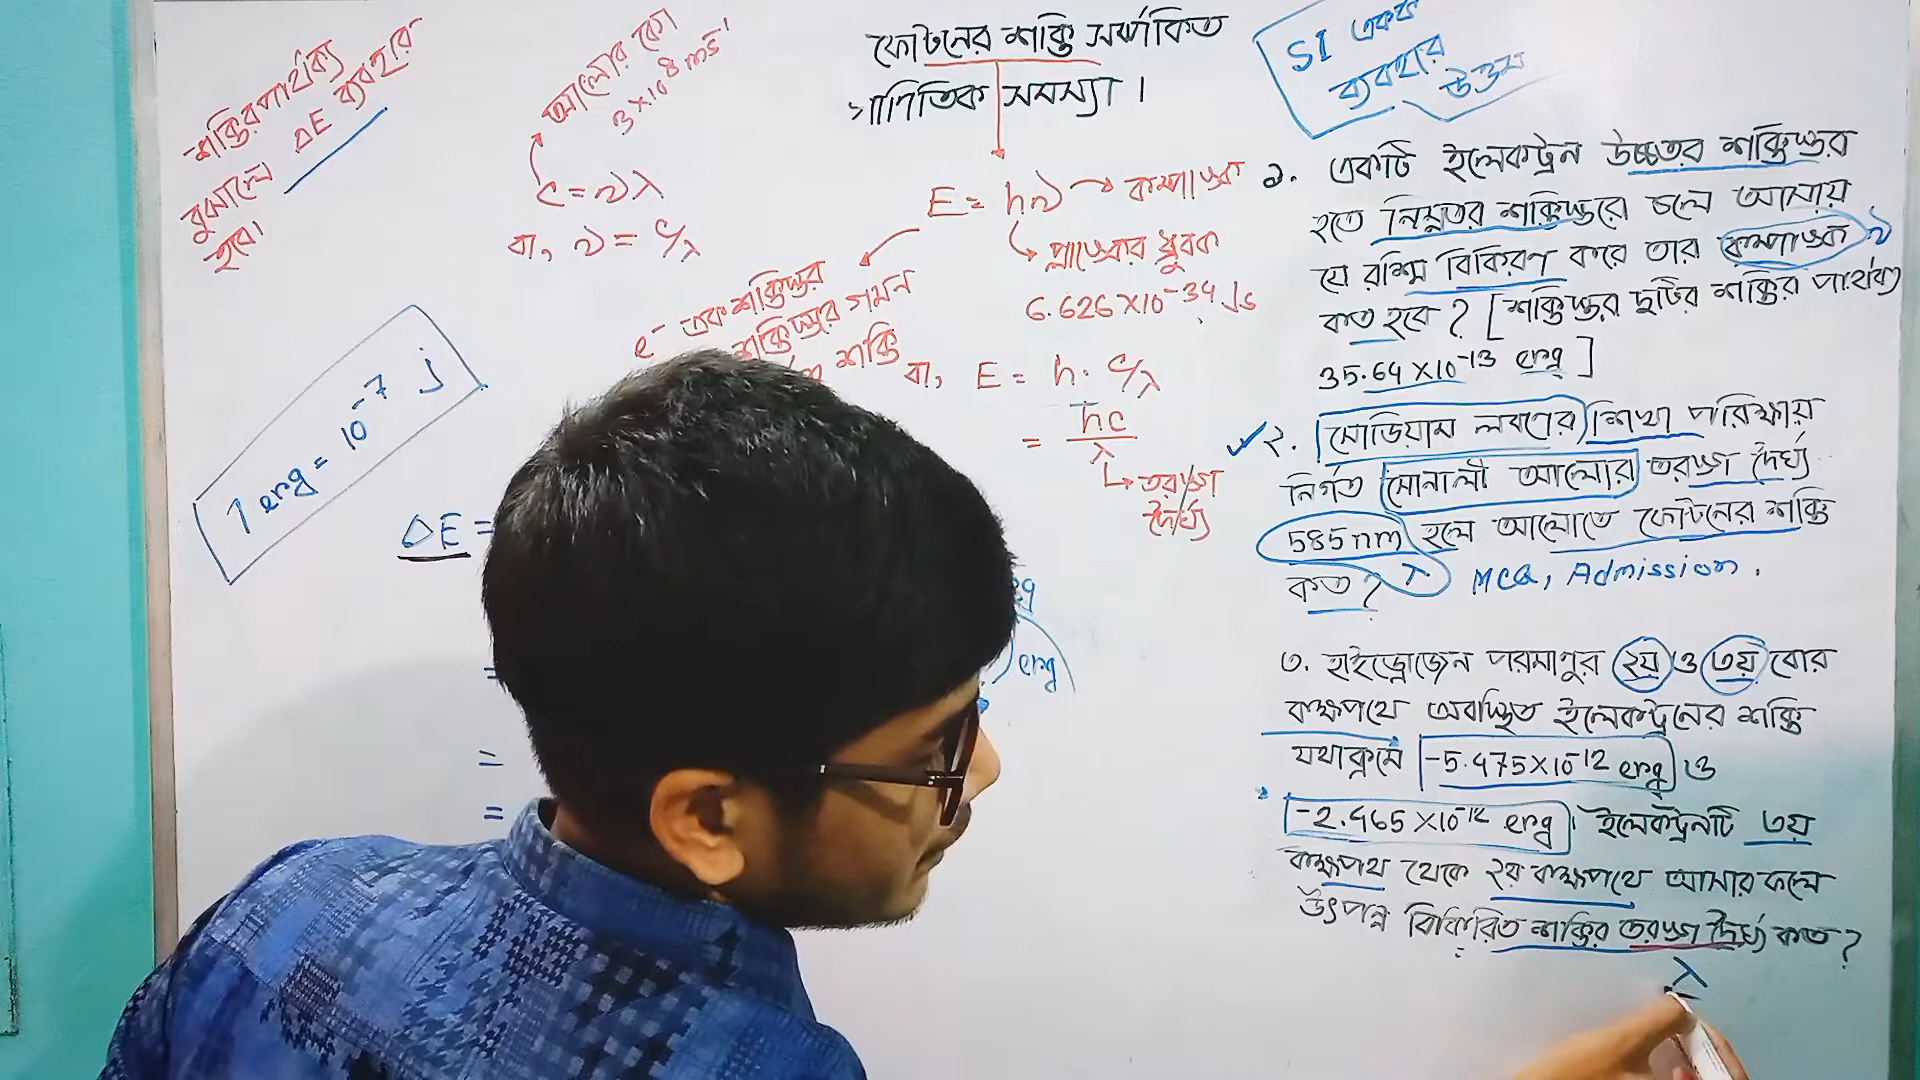 ফোটনের শক্তি সম্পর্কিত
গাণিতিক সমস্যা।
SI একক
ব্যবহার
উত্তম
শক্তির পার্থক্য
বুঝালে ΔE ব্যবহার
হবে।
আলোর বেগ
3×10⁸ ms⁻¹
c = νλ
বা, ν = c/λ
E = hν → কম্পাঙ্ক
প্লাঙ্কের ধ্রুবক
6.626×10⁻³⁴ Js
e⁻ এক শক্তিস্তর
শক্তিস্তরে গমন
শক্তি
বা, E = h · c/λ
= hc/λ
তরঙ্গ
দৈর্ঘ্য
1 erg = 10⁻⁷ J
ΔE =
erg
=
=
=
১. একটি ইলেকট্রন উচ্চতর শক্তিস্তর
হতে নিম্নতর শক্তিস্তরে চলে আসায়
যে রশ্মি বিকিরণ করে তার কম্পাঙ্ক ν
কত হবে? [শক্তিস্তর দুটির শক্তির পার্থক্য
35.64×10⁻¹³ erg]
২. সোডিয়াম লবণের শিখা পরিক্ষায়
নির্গত সোনালী আলোর তরঙ্গ দৈর্ঘ্য
585nm হলে আলোতে ফোটনের শক্তি
কত? λ MCQ, Admission.
৩. হাইড্রোজেন পরমাণুর ২য় ও ৩য় বোর
কক্ষপথে অবস্থিত ইলেকট্রনের শক্তি
যথাক্রমে -5.475×10⁻¹² erg ও
-2.465×10⁻¹² erg। ইলেকট্রনটি ৩য়
কক্ষপথ থেকে ২য় কক্ষপথে আসার ফলে
উৎপন্ন বিকিরিত শক্তির তরঙ্গ দৈর্ঘ্য কত?
λ